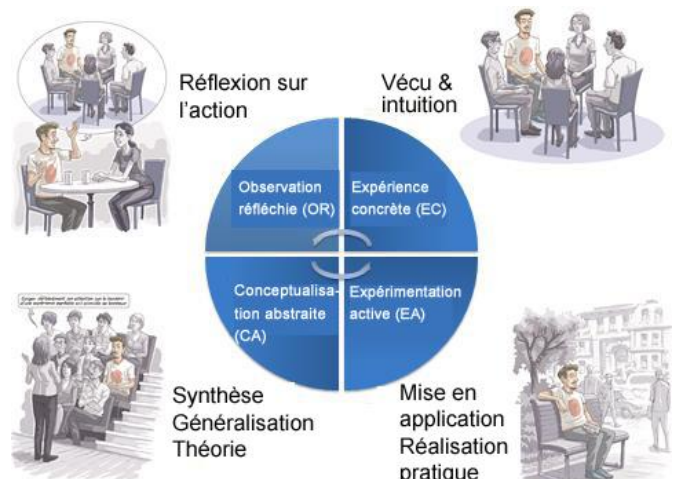 Réflexion sur
l'action
Vécu &
intuition
Observation
réfléchie (OR)
Expérience
concrète (EC)
Conceptualisa-
tion abstraite
(CA)
Expérimentation
active (EA)
Synthèse
Généralisation
Théorie
Mise en
application
Réalisation
pratique